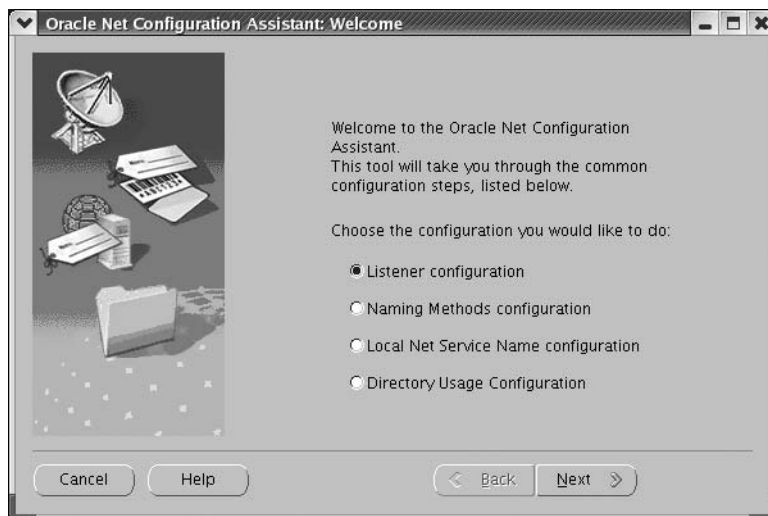 Oracle Net Configuration Assistant: Welcome
Welcome to the Oracle Net Configuration
Assistant.
This tool will take you through the common
configuration steps, listed below.
Choose the configuration you would like to do:
Listener configuration
Naming Methods configuration
Local Net Service Name configuration
Directory Usage Configuration
Cancel
Help
Back
Next